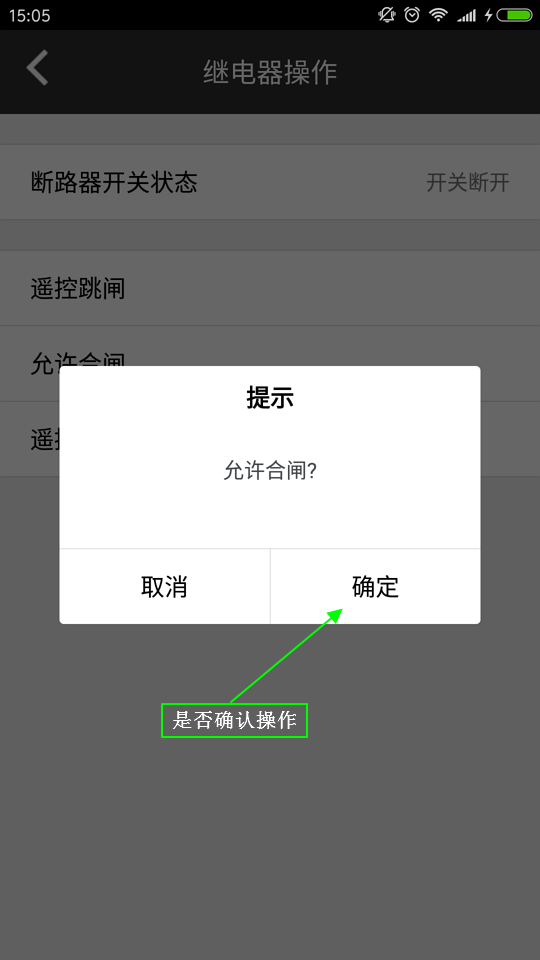 15:05
继电器操作
断路器开关状态 开关断开
遥控跳闸
允许合闸
遥
提示
允许合闸?
取消 确定
是否确认操作